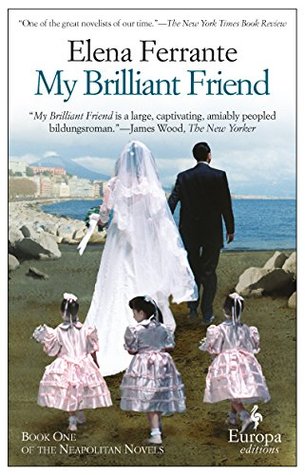 “One of the great novelists of our time.”—The New York Times Book Review
Elena Ferrante
My Brilliant Friend
“My Brilliant Friend is a large, captivating, amiably peopled
bildungsroman.”—James Wood, The New Yorker
Book One
of the Neapolitan Novels
Europa
editions